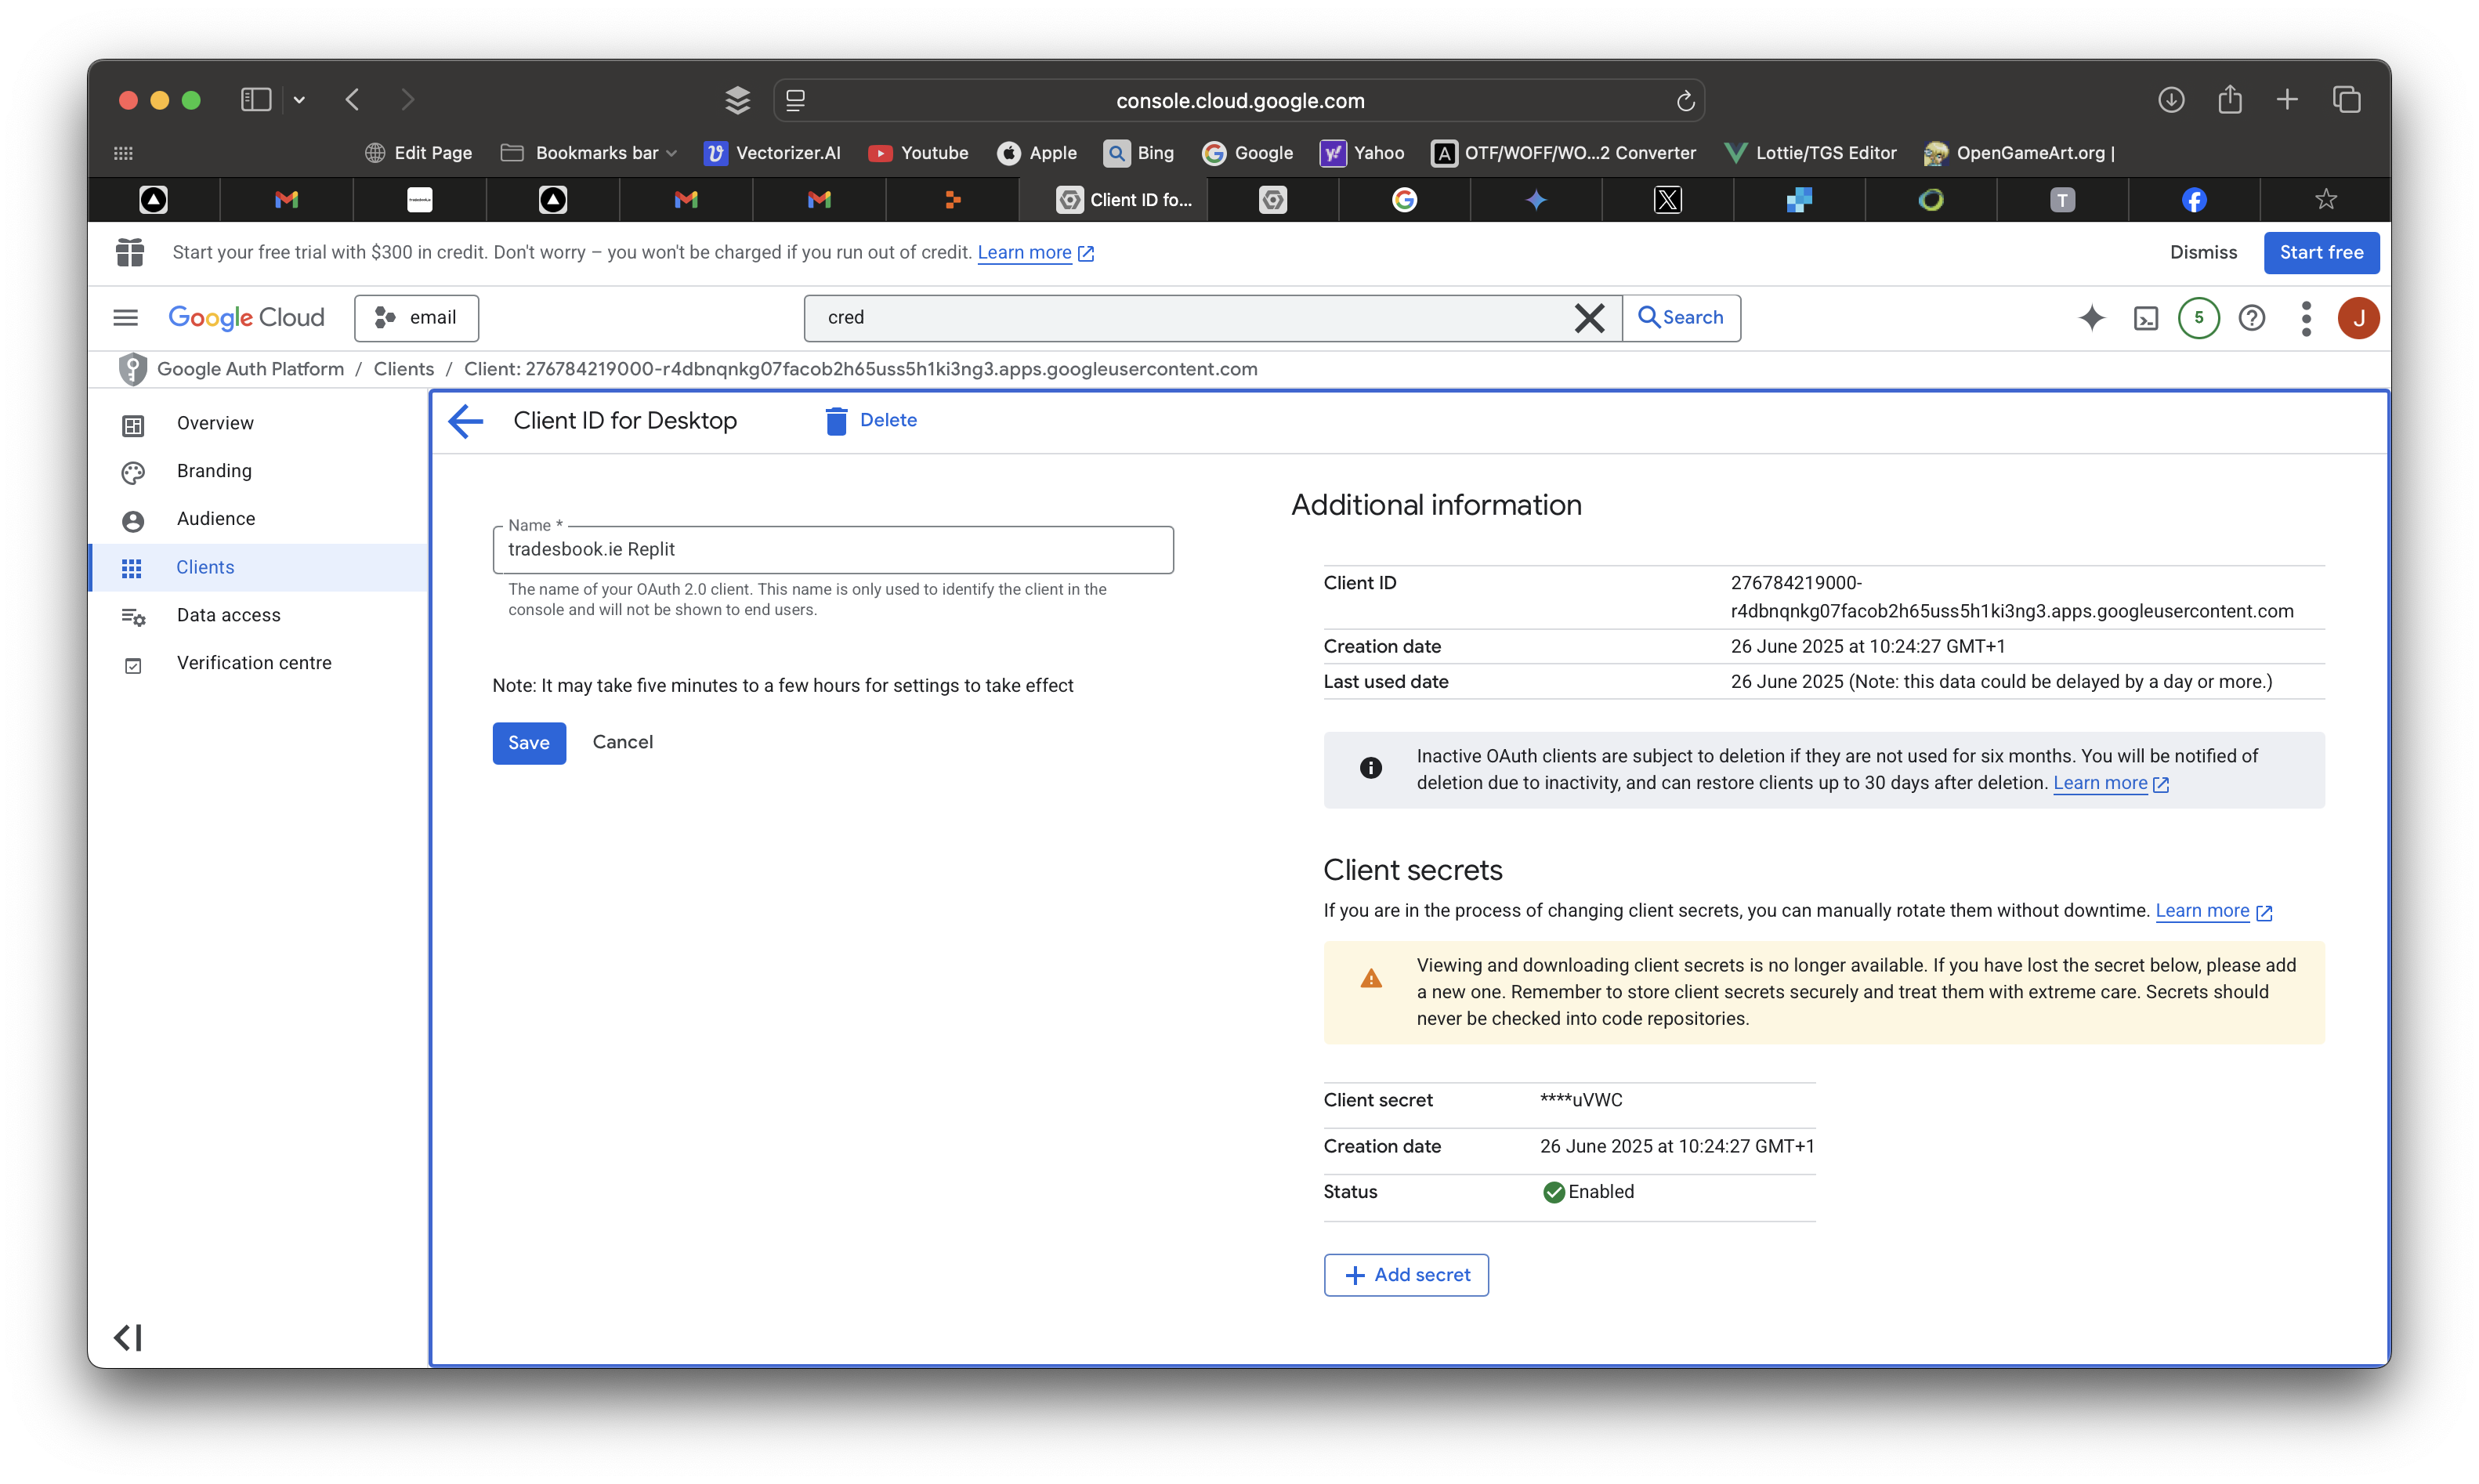 console.cloud.google.com
Edit Page
Bookmarks bar
Vectorizer.AI
Youtube
Apple
Bing
Google
Yahoo
OTF/WOFF/WO...2 Converter
Lottie/TGS Editor
OpenGameArt.org |
Client ID fo...
T
Start your free trial with $300 in credit. Don't worry – you won't be charged if you run out of credit. Learn more
Dismiss
Start free
Google Cloud
email
cred
Search
5
J
Google Auth Platform / Clients / Client: 276784219000-r4dbnqnkg07facob2h65uss5h1ki3ng3.apps.googleusercontent.com
Overview
Branding
Audience
Clients
Data access
Verification centre
Client ID for Desktop
Delete
Name *
tradesbook.ie Replit
The name of your OAuth 2.0 client. This name is only used to identify the client in the
console and will not be shown to end users.
Note: It may take five minutes to a few hours for settings to take effect
Save
Cancel
Additional information
Client ID
276784219000-
r4dbnqnkg07facob2h65uss5h1ki3ng3.apps.googleusercontent.com
Creation date
26 June 2025 at 10:24:27 GMT+1
Last used date
26 June 2025 (Note: this data could be delayed by a day or more.)
Inactive OAuth clients are subject to deletion if they are not used for six months. You will be notified of
deletion due to inactivity, and can restore clients up to 30 days after deletion. Learn more
Client secrets
If you are in the process of changing client secrets, you can manually rotate them without downtime. Learn more
Viewing and downloading client secrets is no longer available. If you have lost the secret below, please add
a new one. Remember to store client secrets securely and treat them with extreme care. Secrets should
never be checked into code repositories.
Client secret
****uVWC
Creation date
26 June 2025 at 10:24:27 GMT+1
Status
Enabled
Add secret